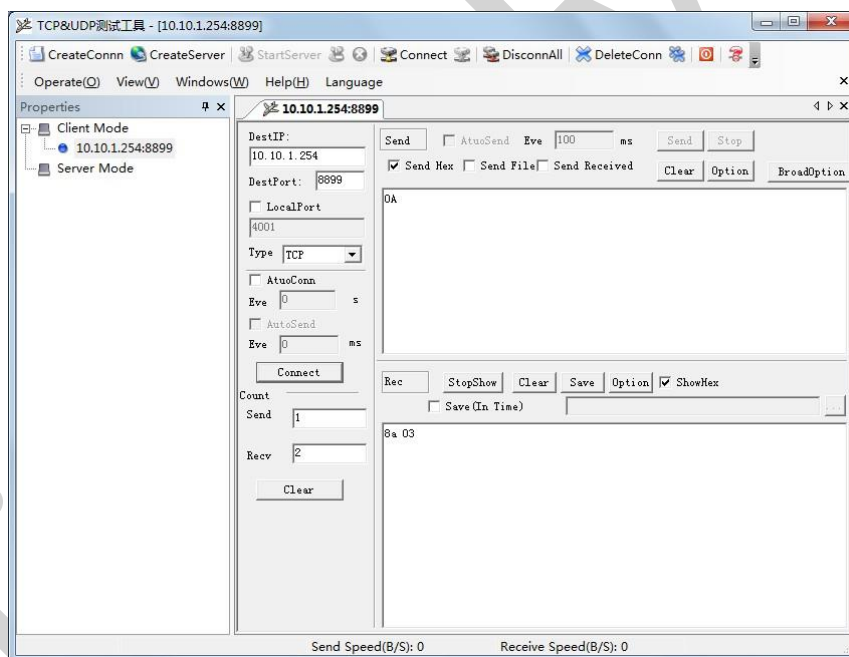 TCP&UDP测试工具 - [10.10.1.254:8899]
CreateConnn CreateServer StartServer Connect DisconnAll DeleteConn
Operate(O) View(V) Windows(W) Help(H) Language
Properties
Client Mode
10.10.1.254:8899
Server Mode
10.10.1.254:8899
DestIP:
10. 10. 1. 254
DestPort: 8899
LocalPort
4001
Type TCP
AtuoConn
Eve 0 s
AutoSend
Eve 0 ms
Connect
Count
Send 1
Recv 2
Clear
Send AtuoSend Eve 100 ms Send Stop
Send Hex Send File Send Received Clear Option BroadOption
0A
Rec StopShow Clear Save Option ShowHex
Save(In Time) ...
8a 03
Send Speed(B/S): 0 Receive Speed(B/S): 0